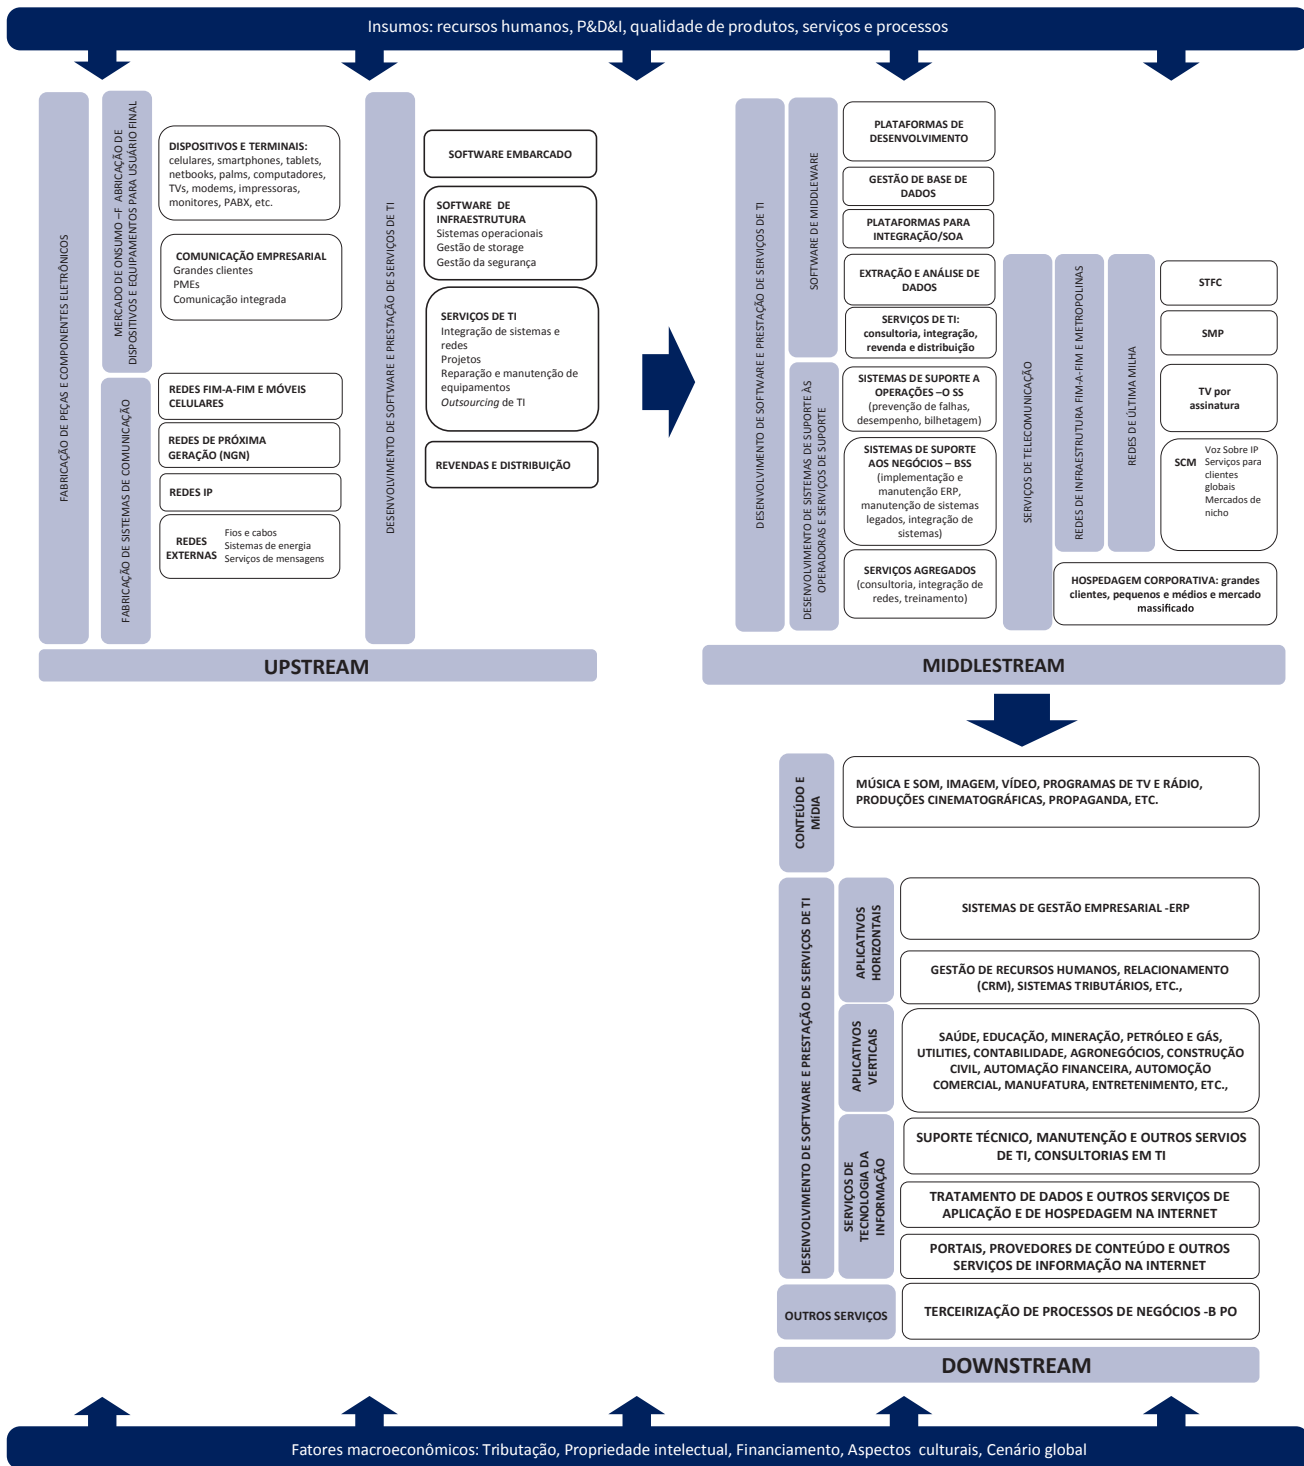 Insumos: recursos humanos, P&D&I, qualidade de produtos, serviços e processos
FABRICAÇÃO DE PEÇAS E COMPONENTES ELETRÔNICOS
MERCADO DE ONSUMO –F ABRICAÇÃO DE
DISPOSITIVOS E EQUIPAMENTOS PARA USUÁRIO FINAL
DISPOSITIVOS E TERMINAIS:
celulares, smartphones, tablets,
netbooks, palms, computadores,
TVs, modems, impressoras,
monitores, PABX, etc.
COMUNICAÇÃO EMPRESARIAL
Grandes clientes
PMEs
Comunicação integrada
FABRICAÇÃO DE SISTEMAS DE COMUNICAÇÃO
REDES FIM-A-FIM E MÓVEIS
CELULARES
REDES DE PRÓXIMA
GERAÇÃO (NGN)
REDES IP
REDES
EXTERNAS
Fios e cabos
Sistemas de energia
Serviços de mensagens
DESENVOLVIMENTO DE SOFTWARE E PRESTAÇÃO DE SERVIÇOS DE TI
SOFTWARE EMBARCADO
SOFTWARE DE
INFRAESTRUTURA
Sistemas operacionais
Gestão de storage
Gestão da segurança
SERVIÇOS DE TI
Integração de sistemas e
redes
Projetos
Reparação e manutenção de
equipamentos
Outsourcing de TI
REVENDAS E DISTRIBUIÇÃO
UPSTREAM
DESENVOLVIMENTO DE SOFTWARE E PRESTAÇÃO DE SERVIÇOS DE TI
SOFTWARE DE MIDDLEWARE
PLATAFORMAS DE
DESENVOLVIMENTO
GESTÃO DE BASE DE
DADOS
PLATAFORMAS PARA
INTEGRAÇÃO/SOA
EXTRAÇÃO E ANÁLISE DE
DADOS
SERVIÇOS DE TI:
consultoria, integração,
revenda e distribuição
DESENVOLVIMENTO DE SISTEMAS DE SUPORTE ÀS
OPERADORAS E SERVIÇOS DE SUPORTE
SISTEMAS DE SUPORTE A
OPERAÇÕES –O SS
(prevenção de falhas,
desempenho, bilhetagem)
SISTEMAS DE SUPORTE
AOS NEGÓCIOS – BSS
(implementação e
manutenção ERP,
manutenção de sistemas
legados, integração de
sistemas)
SERVIÇOS AGREGADOS
(consultoria, integração de
redes, treinamento)
SERVIÇOS DE TELECOMUNICAÇÃO
REDES DE INFRAESTRUTURA FIM-A-FIM E METROPOLINAS
REDES DE ÚLTIMA MILHA
STFC
SMP
TV por
assinatura
SCM
Voz Sobre IP
Serviços para
clientes
globais
Mercados de
nicho
HOSPEDAGEM CORPORATIVA: grandes
clientes, pequenos e médios e mercado
massificado
MIDDLESTREAM
CONTEÚDO E
MíDIA
MÚSICA E SOM, IMAGEM, VÍDEO, PROGRAMAS DE TV E RÁDIO,
PRODUÇÕES CINEMATOGRÁFICAS, PROPAGANDA, ETC.
DESENVOLVIMENTO DE SOFTWARE E PRESTAÇÃO DE SERVIÇOS DE TI
APLICATIVOS
HORIZONTAIS
SISTEMAS DE GESTÃO EMPRESARIAL -ERP
GESTÃO DE RECURSOS HUMANOS, RELACIONAMENTO
(CRM), SISTEMAS TRIBUTÁRIOS, ETC.,
APLICATIVOS
VERTICAIS
SAÚDE, EDUCAÇÃO, MINERAÇÃO, PETRÓLEO E GÁS,
UTILITIES, CONTABILIDADE, AGRONEGÓCIOS, CONSTRUÇÃO
CIVIL, AUTOMAÇÃO FINANCEIRA, AUTOMOÇÃO
COMERCIAL, MANUFATURA, ENTRETENIMENTO, ETC.,
SERVIÇOS DE
TECNOLOGIA DA
INFORMAÇÃO
SUPORTE TÉCNICO, MANUTENÇÃO E OUTROS SERVIOS
DE TI, CONSULTORIAS EM TI
TRATAMENTO DE DADOS E OUTROS SERVIÇOS DE
APLICAÇÃO E DE HOSPEDAGEM NA INTERNET
PORTAIS, PROVEDORES DE CONTEÚDO E OUTROS
SERVIÇOS DE INFORMAÇÃO NA INTERNET
OUTROS SERVIÇOS
TERCEIRIZAÇÃO DE PROCESSOS DE NEGÓCIOS -B PO
DOWNSTREAM
Fatores macroeconômicos: Tributação, Propriedade intelectual, Financiamento, Aspectos culturais, Cenário global